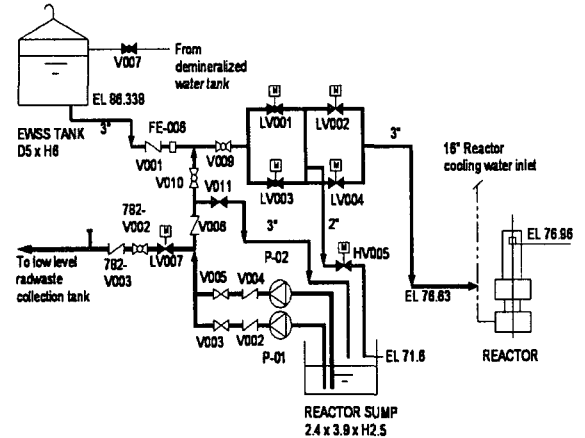 V007
From
demineralized
water tank
EL 86.338
EWSS TANK
D5 x H6
3"
FE-006
V001
V009
M
LV001
M
LV002
3"
16" Reactor
cooling water inlet
V010
V011
M
LV003
M
LV004
782-
V002
M
V006
3"
2"
EL 76.96
To low level
radwaste
collection tank
782-
V003
LV007
P-02
M
HV005
V005
V004
EL 76.63
V003
V002
P-01
EL 71.6
REACTOR
REACTOR SUMP
2.4 x 3.9 x H2.5